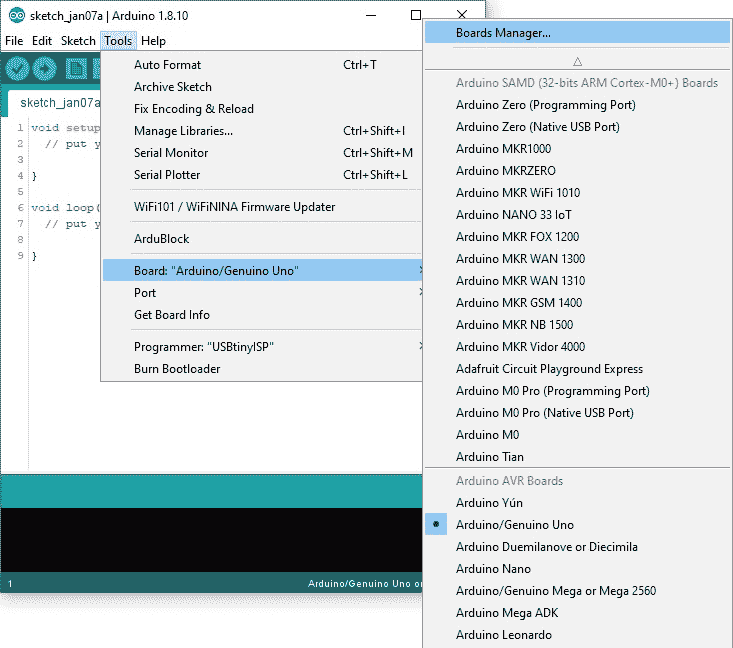 sketch_jan07a | Arduino 1.8.10
File Edit Sketch Tools Help
sketch_jan07a
1 void setup
2 // put y
3
4 }
5
6 void loop(
7 // put y
8
9 }
Auto Format Ctrl+T
Archive Sketch
Fix Encoding & Reload
Manage Libraries... Ctrl+Shift+I
Serial Monitor Ctrl+Shift+M
Serial Plotter Ctrl+Shift+L
WiFi101 / WiFiNINA Firmware Updater
ArduBlock
Board: "Arduino/Genuino Uno"
Port
Get Board Info
Programmer: "USBtinyISP"
Burn Bootloader
1 Arduino/Genuino Uno on
Boards Manager...
Arduino SAMD (32-bits ARM Cortex-M0+) Boards
Arduino Zero (Programming Port)
Arduino Zero (Native USB Port)
Arduino MKR1000
Arduino MKRZERO
Arduino MKR WiFi 1010
Arduino NANO 33 IoT
Arduino MKR FOX 1200
Arduino MKR WAN 1300
Arduino MKR WAN 1310
Arduino MKR GSM 1400
Arduino MKR NB 1500
Arduino MKR Vidor 4000
Adafruit Circuit Playground Express
Arduino M0 Pro (Programming Port)
Arduino M0 Pro (Native USB Port)
Arduino M0
Arduino Tian
Arduino AVR Boards
Arduino Yún
Arduino/Genuino Uno
Arduino Duemilanove or Diecimila
Arduino Nano
Arduino/Genuino Mega or Mega 2560
Arduino Mega ADK
Arduino Leonardo